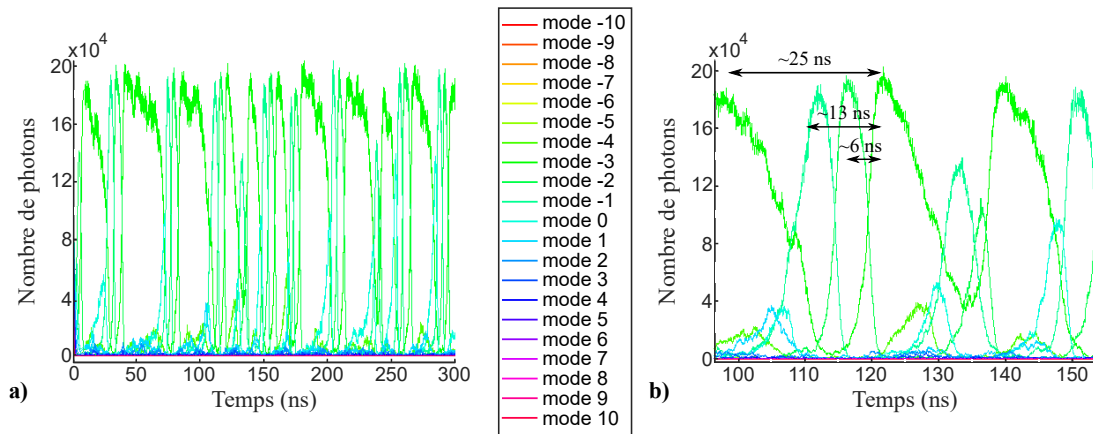 x10⁴
20
16
12
8
4
0
Nombre de photons
0
50
100
150
200
250
300
Temps (ns)
a)
mode -10
mode -9
mode -8
mode -7
mode -6
mode -5
mode -4
mode -3
mode -2
mode -1
mode 0
mode 1
mode 2
mode 3
mode 4
mode 5
mode 6
mode 7
mode 8
mode 9
mode 10
x10⁴
20
16
12
8
4
0
Nombre de photons
~25 ns
~13 ns
~6 ns
100
110
120
130
140
150
Temps (ns)
b)